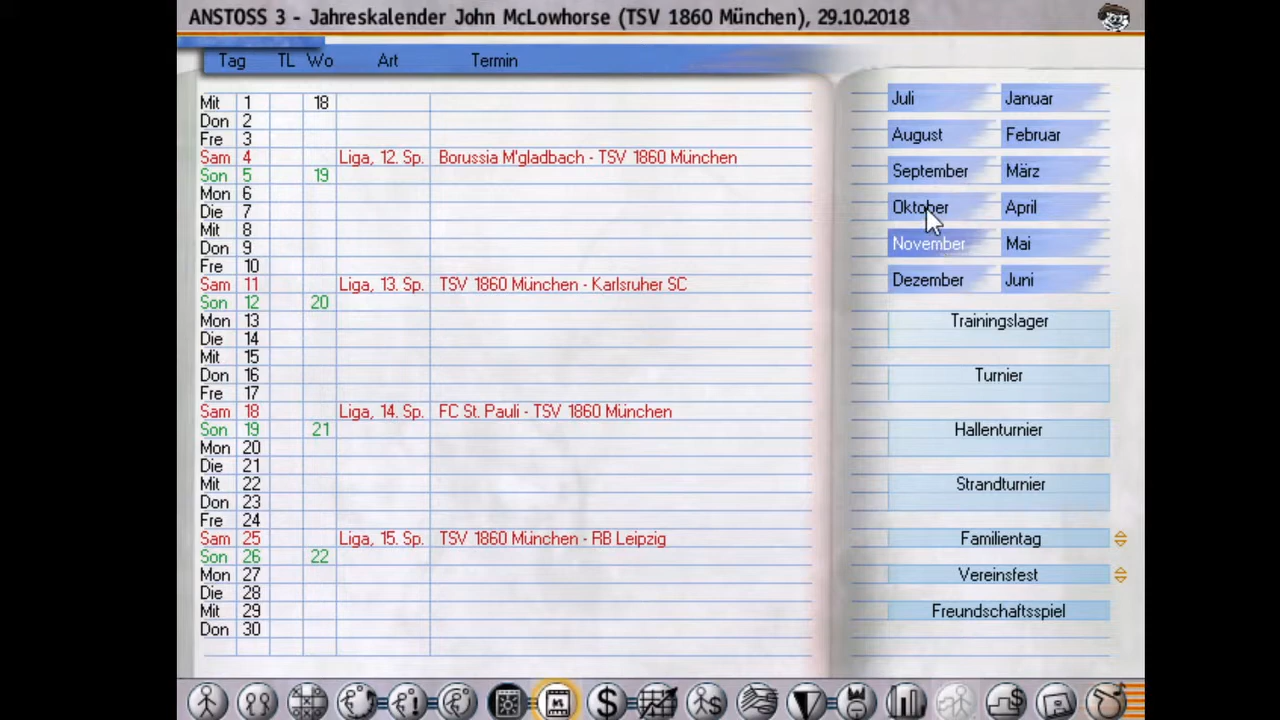 ANSTOSS 3 - Jahreskalender John McLowhorse (TSV 1860 München), 29.10.2018
Tag TL Wo Art Termin
Mit 1 18
Don 2
Fre 3
Sam 4 Liga, 12. Sp. Borussia M'gladbach - TSV 1860 München
Son 5 19
Mon 6
Die 7
Mit 8
Don 9
Fre 10
Sam 11 Liga, 13. Sp. TSV 1860 München - Karlsruher SC
Son 12 20
Mon 13
Die 14
Mit 15
Don 16
Fre 17
Sam 18 Liga, 14. Sp. FC St. Pauli - TSV 1860 München
Son 19 21
Mon 20
Die 21
Mit 22
Don 23
Fre 24
Sam 25 Liga, 15. Sp. TSV 1860 München - RB Leipzig
Son 26 22
Mon 27
Die 28
Mit 29
Don 30
Juli Januar
August Februar
September März
Oktober April
November Mai
Dezember Juni
Trainingslager
Turnier
Hallenturnier
Strandturnier
Familientag
Vereinsfest
Freundschaftsspiel